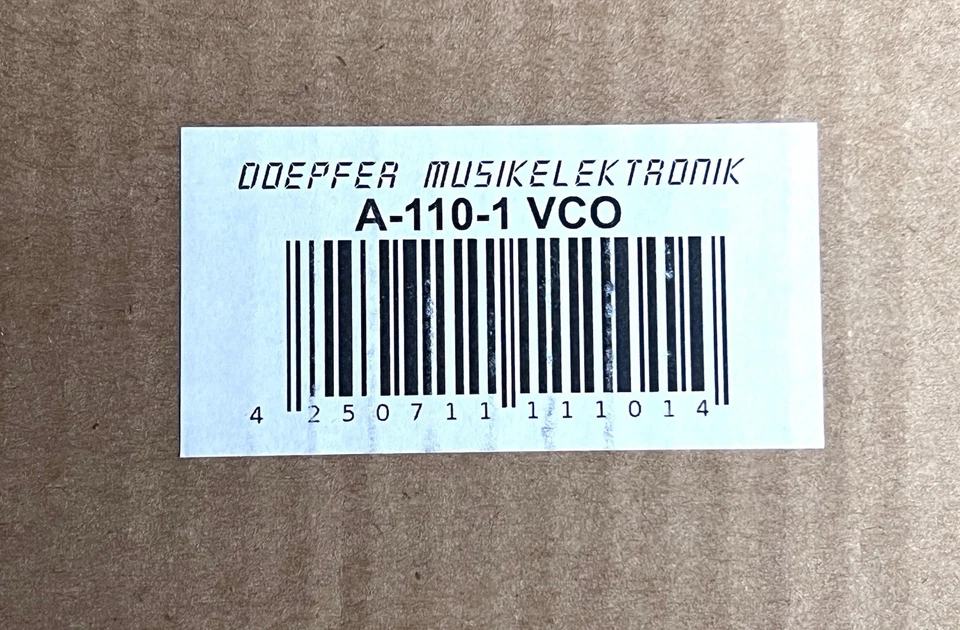 DOEPFER MUSIKELEKTRONIK
A-110-1 VCO
4 250711 111014